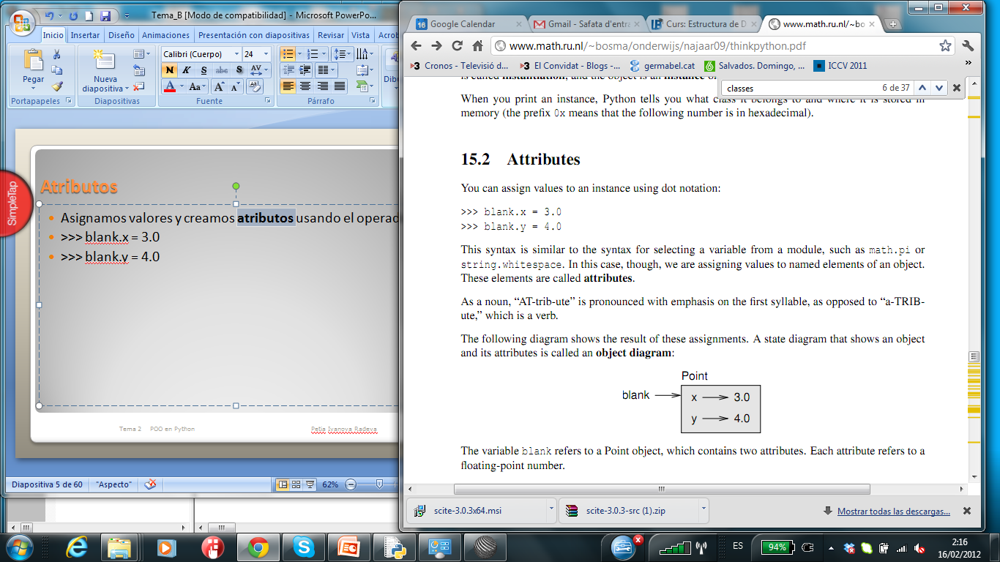 Tema_B [Modo de compatibilidad] - Microsoft PowerPo...
Inicio Insertar Diseño Animaciones Presentación con diapositivas Revisar Vista Acrob
Pegar
Portapapeles
Nueva
diapositiva
Diapositivas
Calibri (Cuerpo) 24
N K S abc S AV
A Aa A A
Fuente
Párrafo
Dibu
Atributos
SimpleTap
Asignamos valores y creamos atributos usando el operad
>>> blank.x = 3.0
>>> blank.y = 4.0
Tema 2 POO en Python Petia Ivanova Radeva
Diapositiva 5 de 60 "Aspecto" 62%
16 Google Calendar
Gmail - Safata d'entra
Curs: Estructura de D
www.math.ru.nl/~bo
www.math.ru.nl/~bosma/onderwijs/najaar09/thinkpython.pdf
Cronos - Televisió d...
El Convidat - Blogs -...
germabel.cat
Salvados. Domingo, ...
ICCV 2011
classes 6 de 37
is called instantiation, and the object is an instance of
When you print an instance, Python tells you what class it belongs to and where it is stored in
memory (the prefix 0x means that the following number is in hexadecimal).
15.2 Attributes
You can assign values to an instance using dot notation:
>>> blank.x = 3.0
>>> blank.y = 4.0
This syntax is similar to the syntax for selecting a variable from a module, such as math.pi or
string.whitespace. In this case, though, we are assigning values to named elements of an object.
These elements are called attributes.
As a noun, “AT-trib-ute” is pronounced with emphasis on the first syllable, as opposed to “a-TRIB-
ute,” which is a verb.
The following diagram shows the result of these assignments. A state diagram that shows an object
and its attributes is called an object diagram:
Point
blank
x 3.0
y 4.0
The variable blank refers to a Point object, which contains two attributes. Each attribute refers to a
floating-point number.
scite-3.0.3x64.msi
scite-3.0.3-src (1).zip
Mostrar todas las descargas...
ES
94%
2:16
16/02/2012